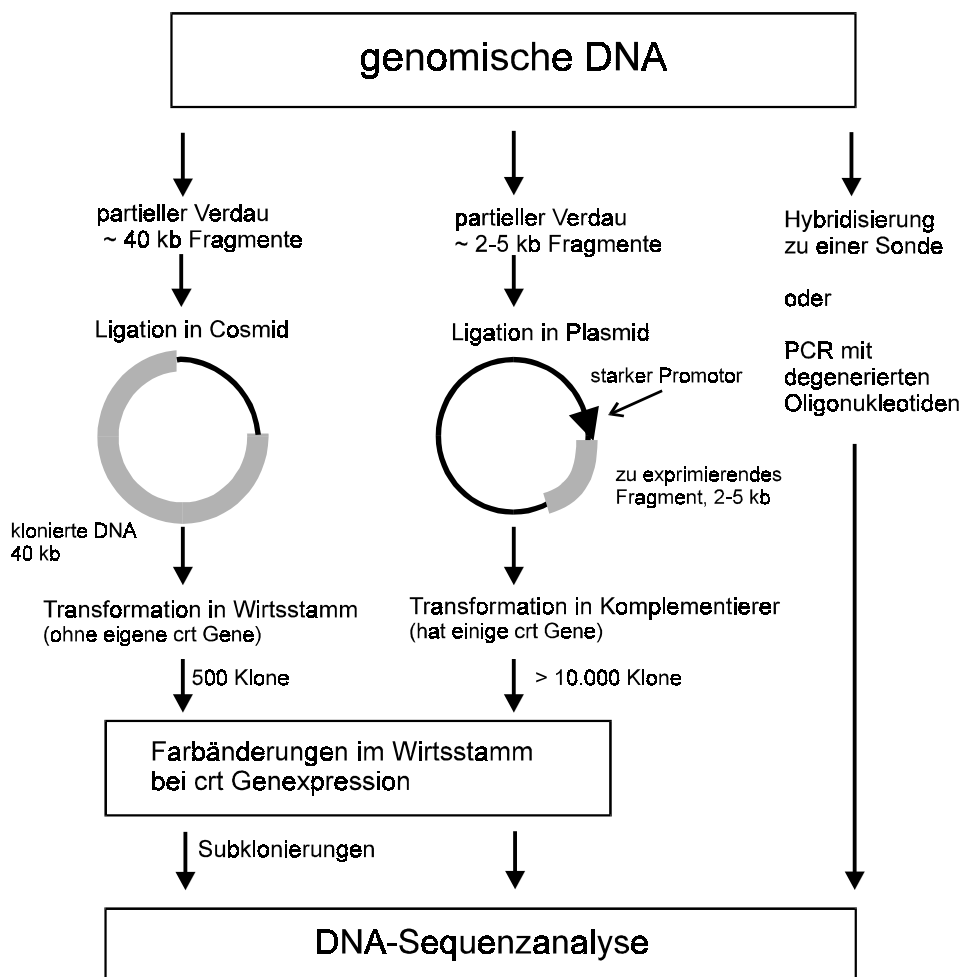 genomische DNA
partieller Verdau
~ 40 kb Fragmente
Ligation in Cosmid
klonierte DNA
40 kb
Transformation in Wirtsstamm
(ohne eigene crt Gene)
500 Klone
partieller Verdau
~ 2-5 kb Fragmente
Ligation in Plasmid
starker Promotor
zu exprimierendes
Fragment, 2-5 kb
Transformation in Komplementierer
(hat einige crt Gene)
> 10.000 Klone
Hybridisierung
zu einer Sonde
oder
PCR mit
degenerierten
Oligonukleotiden
Farbänderungen im Wirtsstamm
bei crt Genexpression
Subklonierungen
DNA-Sequenzanalyse